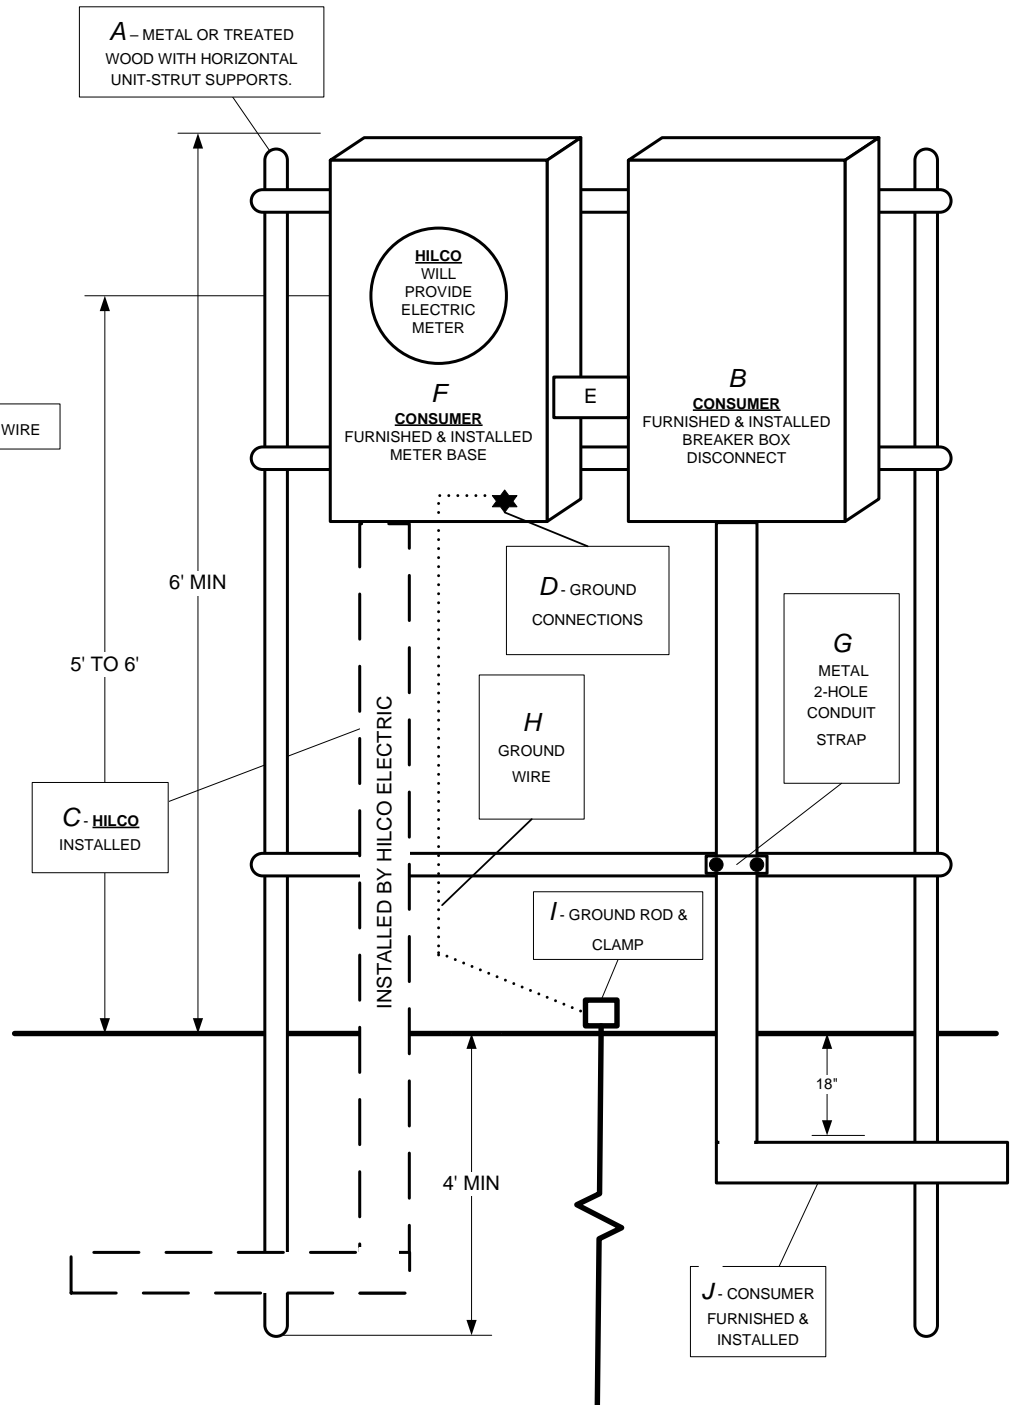 A – METAL OR TREATED
WOOD WITH HORIZONTAL
UNIT-STRUT SUPPORTS.
HILCO
WILL
PROVIDE
ELECTRIC
METER
F
CONSUMER
FURNISHED & INSTALLED
METER BASE
E
B
CONSUMER
FURNISHED & INSTALLED
BREAKER BOX
DISCONNECT
WIRE
6' MIN
5' TO 6'
D - GROUND
CONNECTIONS
G
METAL
2-HOLE
CONDUIT
STRAP
H
GROUND
WIRE
C - HILCO
INSTALLED
INSTALLED BY HILCO ELECTRIC
I - GROUND ROD &
CLAMP
18"
4' MIN
J - CONSUMER
FURNISHED &
INSTALLED